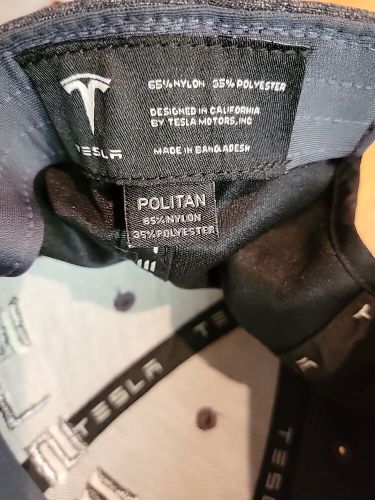 65% NYLON 35% POLYESTER
DESIGNED IN CALIFORNIA
BY TESLA MOTORS, INC
TESLA
MADE IN BANGLADESH
POLITAN
65% NYLON
35% POLYESTER
TESLA
TESLA